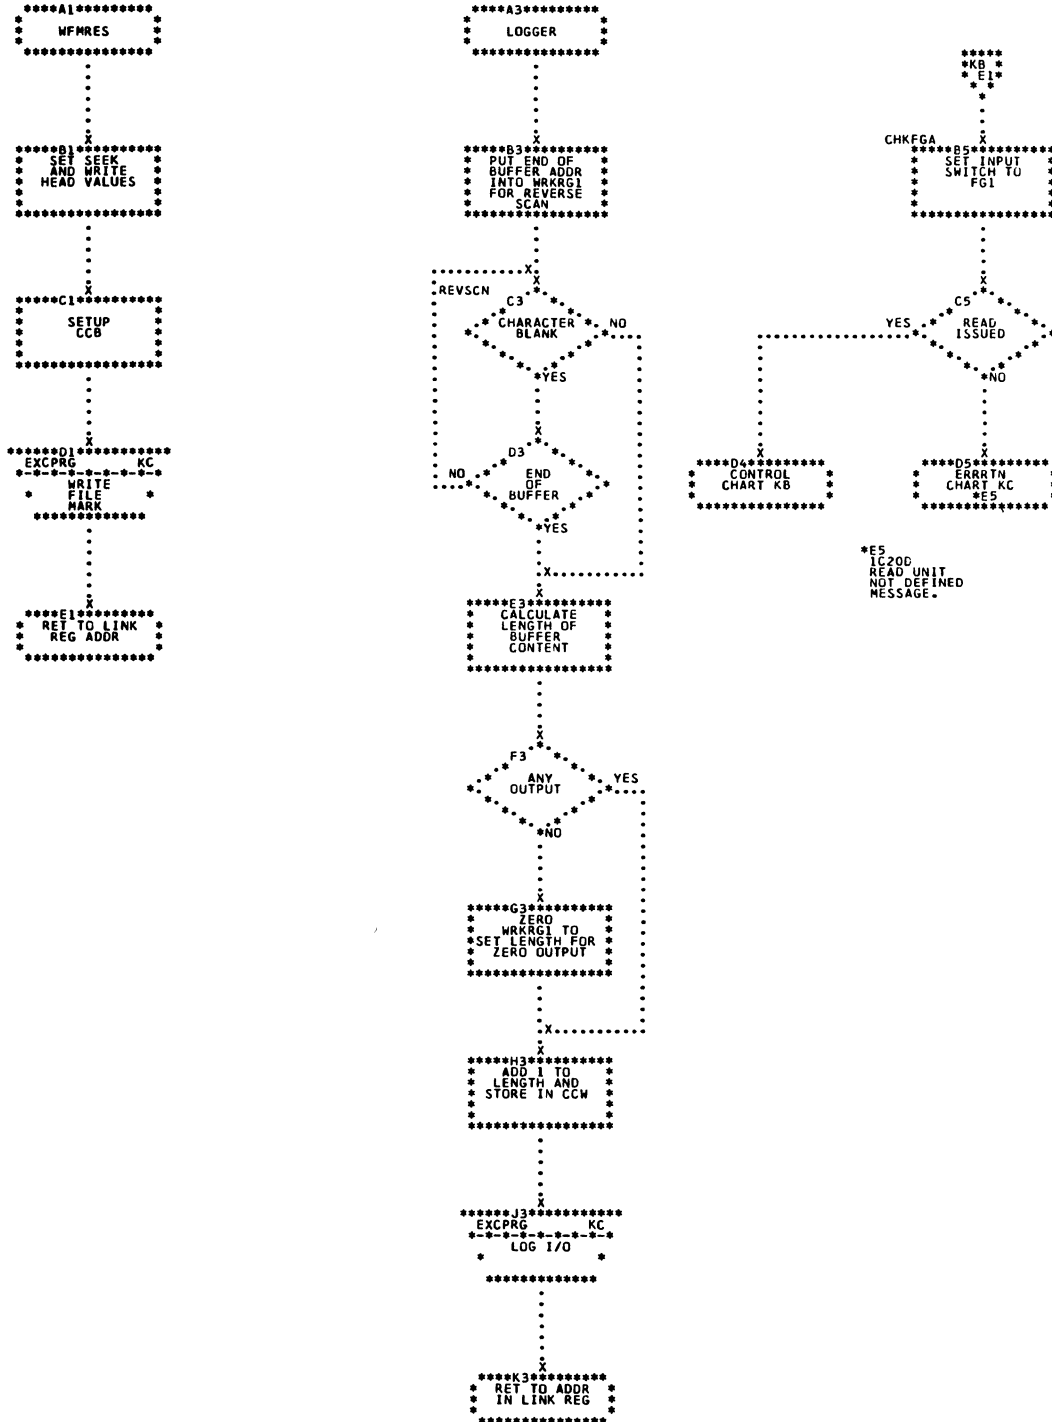 A1
WFMRES
B1
SET SEEK
AND WRITE
HEAD VALUES
C1
SETUP
CCB
D1
EXCPRG KC
WRITE
FILE
MARK
E1
RET TO LINK
REG ADDR
A3
LOGGER
B3
PUT END OF
BUFFER ADDR
INTO WRKRG1
FOR REVERSE
SCAN
REVSCN
C3
CHARACTER
BLANK
NO
YES
D3
END
OF
BUFFER
NO
YES
E3
CALCULATE
LENGTH OF
BUFFER
CONTENT
F3
ANY
OUTPUT
YES
NO
G3
ZERO
WRKRG1 TO
SET LENGTH FOR
ZERO OUTPUT
H3
ADD 1 TO
LENGTH AND
STORE IN CCW
J3
EXCPRG KC
LOG I/O
K3
RET TO ADDR
IN LINK REG
KB
E1
CHKFGA
B5
SET INPUT
SWITCH TO
FG1
C5
READ
ISSUED
YES
NO
D4
CONTROL
CHART KB
D5
ERRRTN
CHART KC
*E5
*E5
1C20D
READ UNIT
NOT DEFINED
MESSAGE.